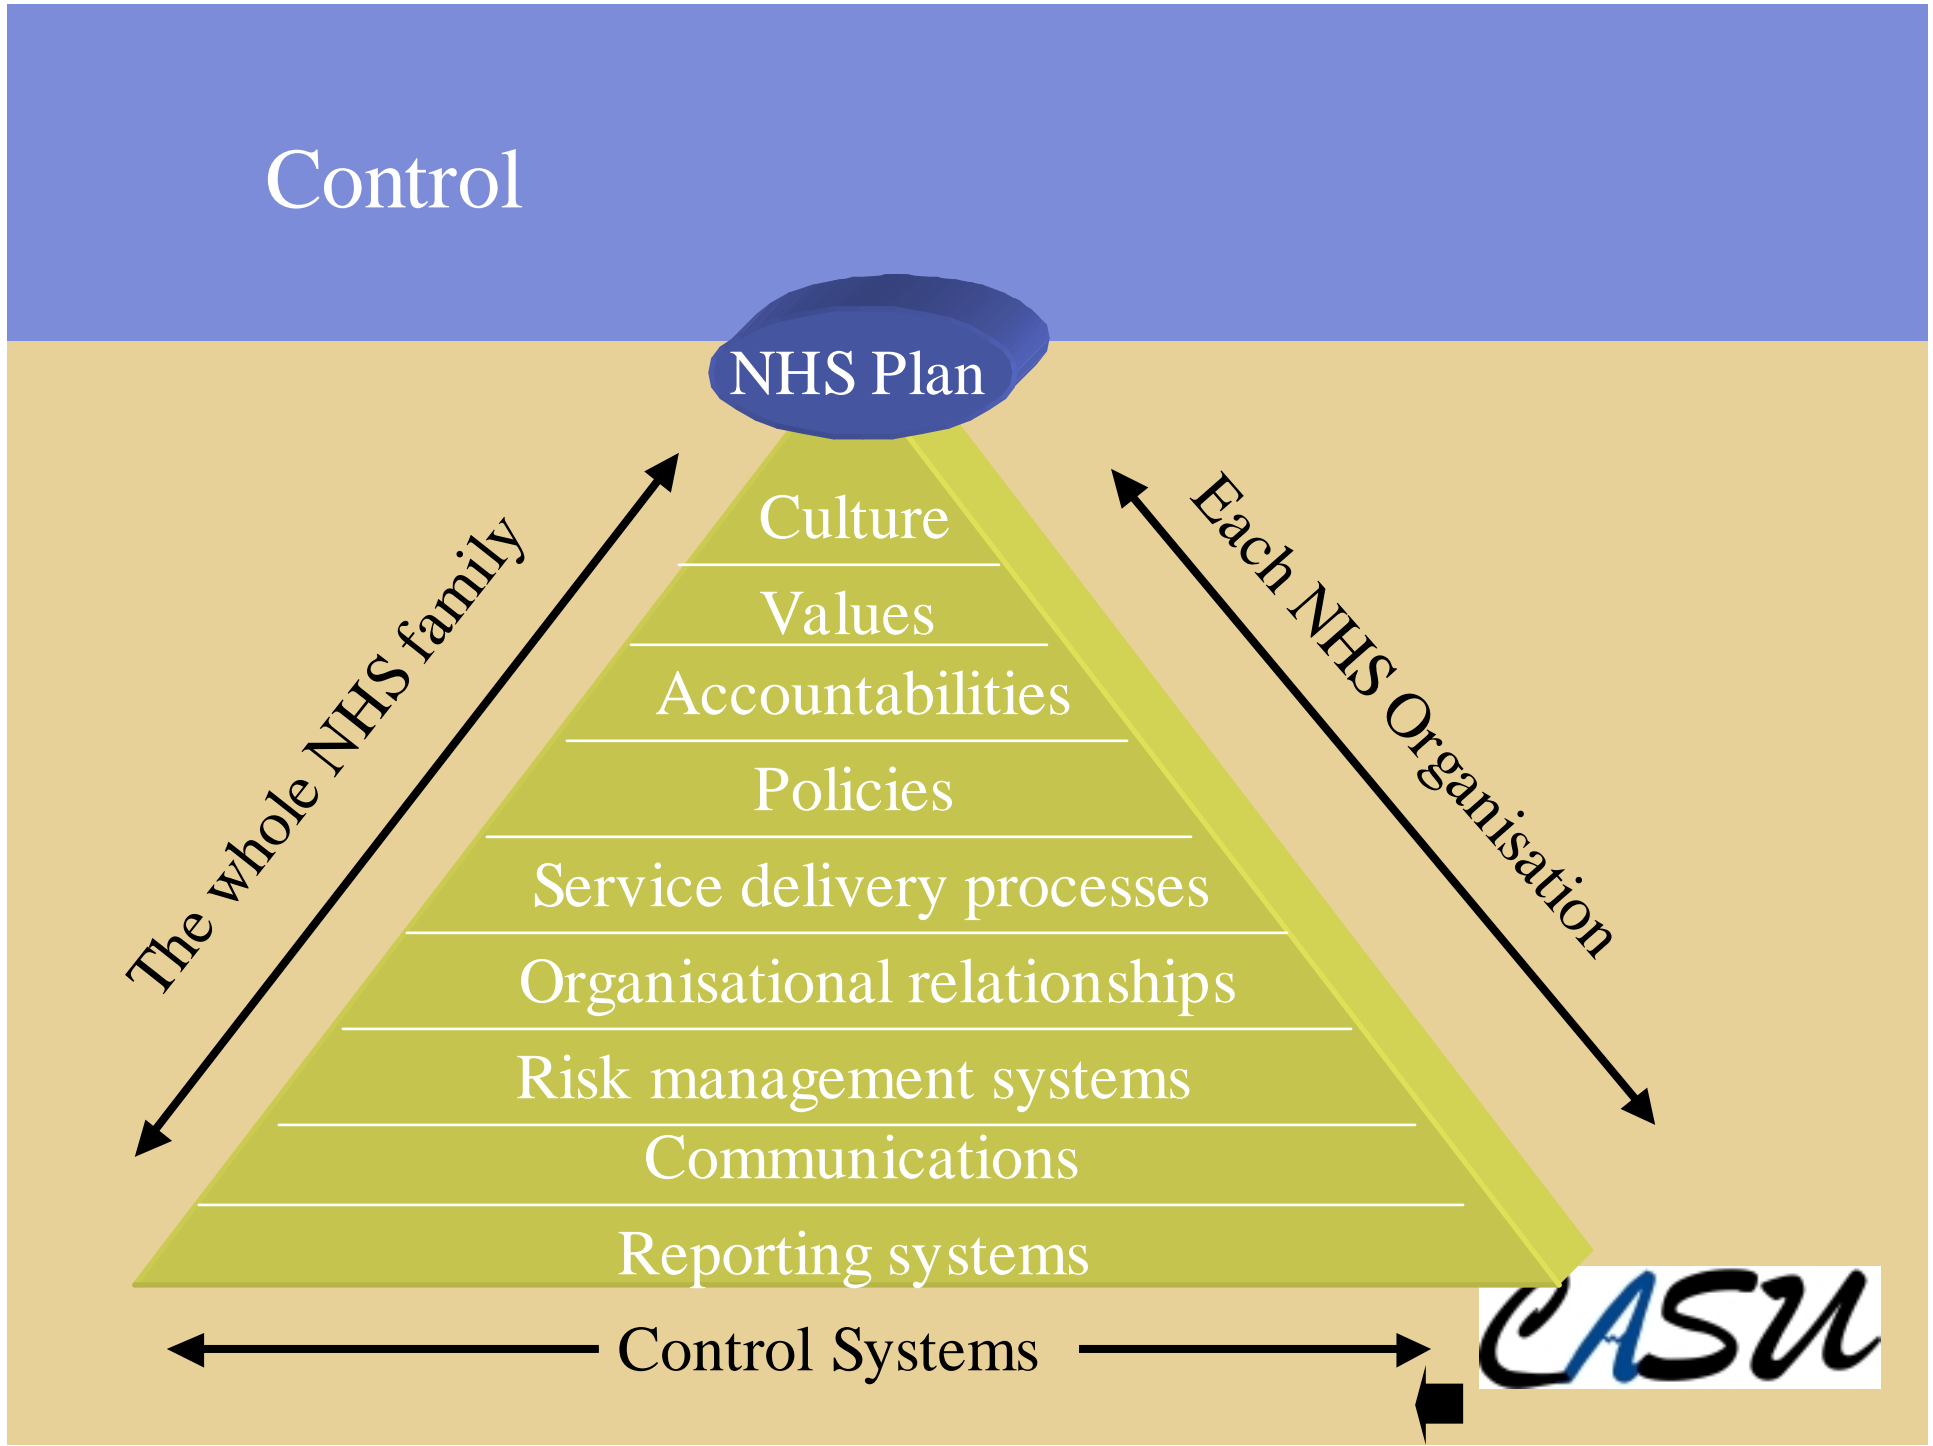 Control
NHS Plan
The whole NHS family
Each NHS Organisation
Culture
Values
Accountabilities
Policies
Service delivery processes
Organisational relationships
Risk management systems
Communications
Reporting systems
Control Systems
CASU